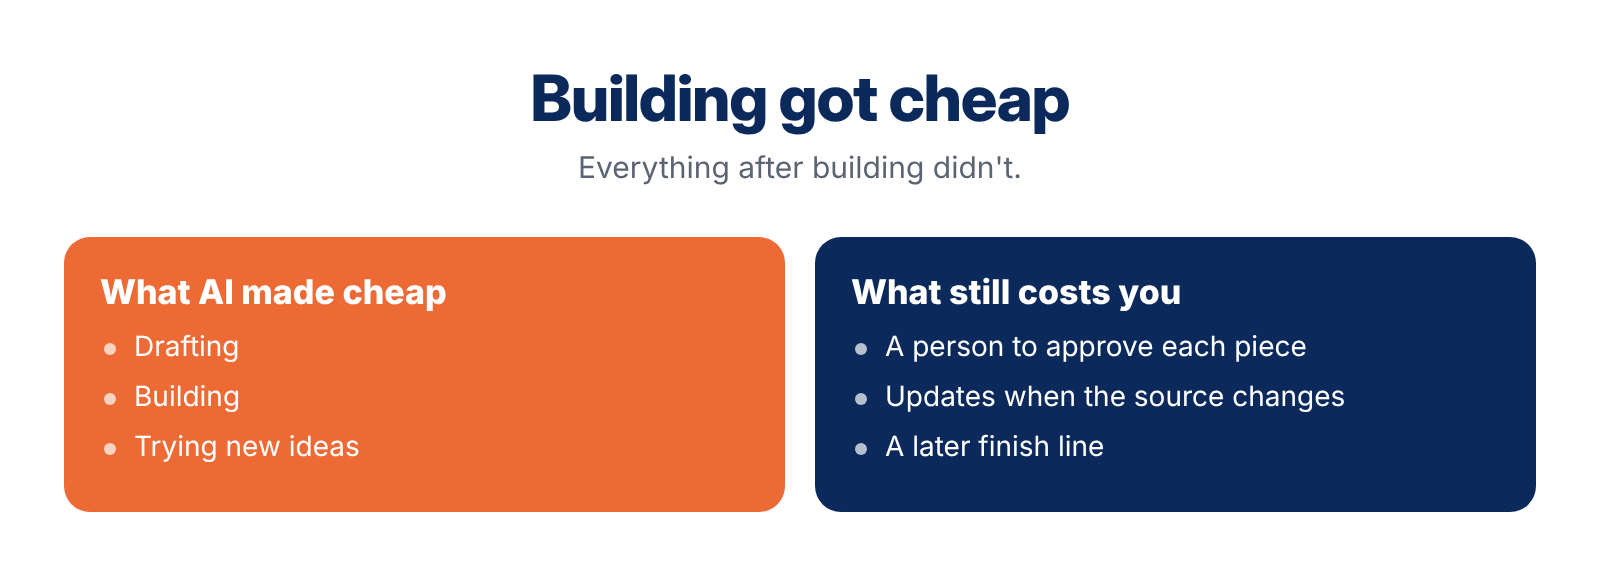 Building got cheap
Everything after building didn't.
What AI made cheap
Drafting
Building
Trying new ideas
What still costs you
A person to approve each piece
Updates when the source changes
A later finish line